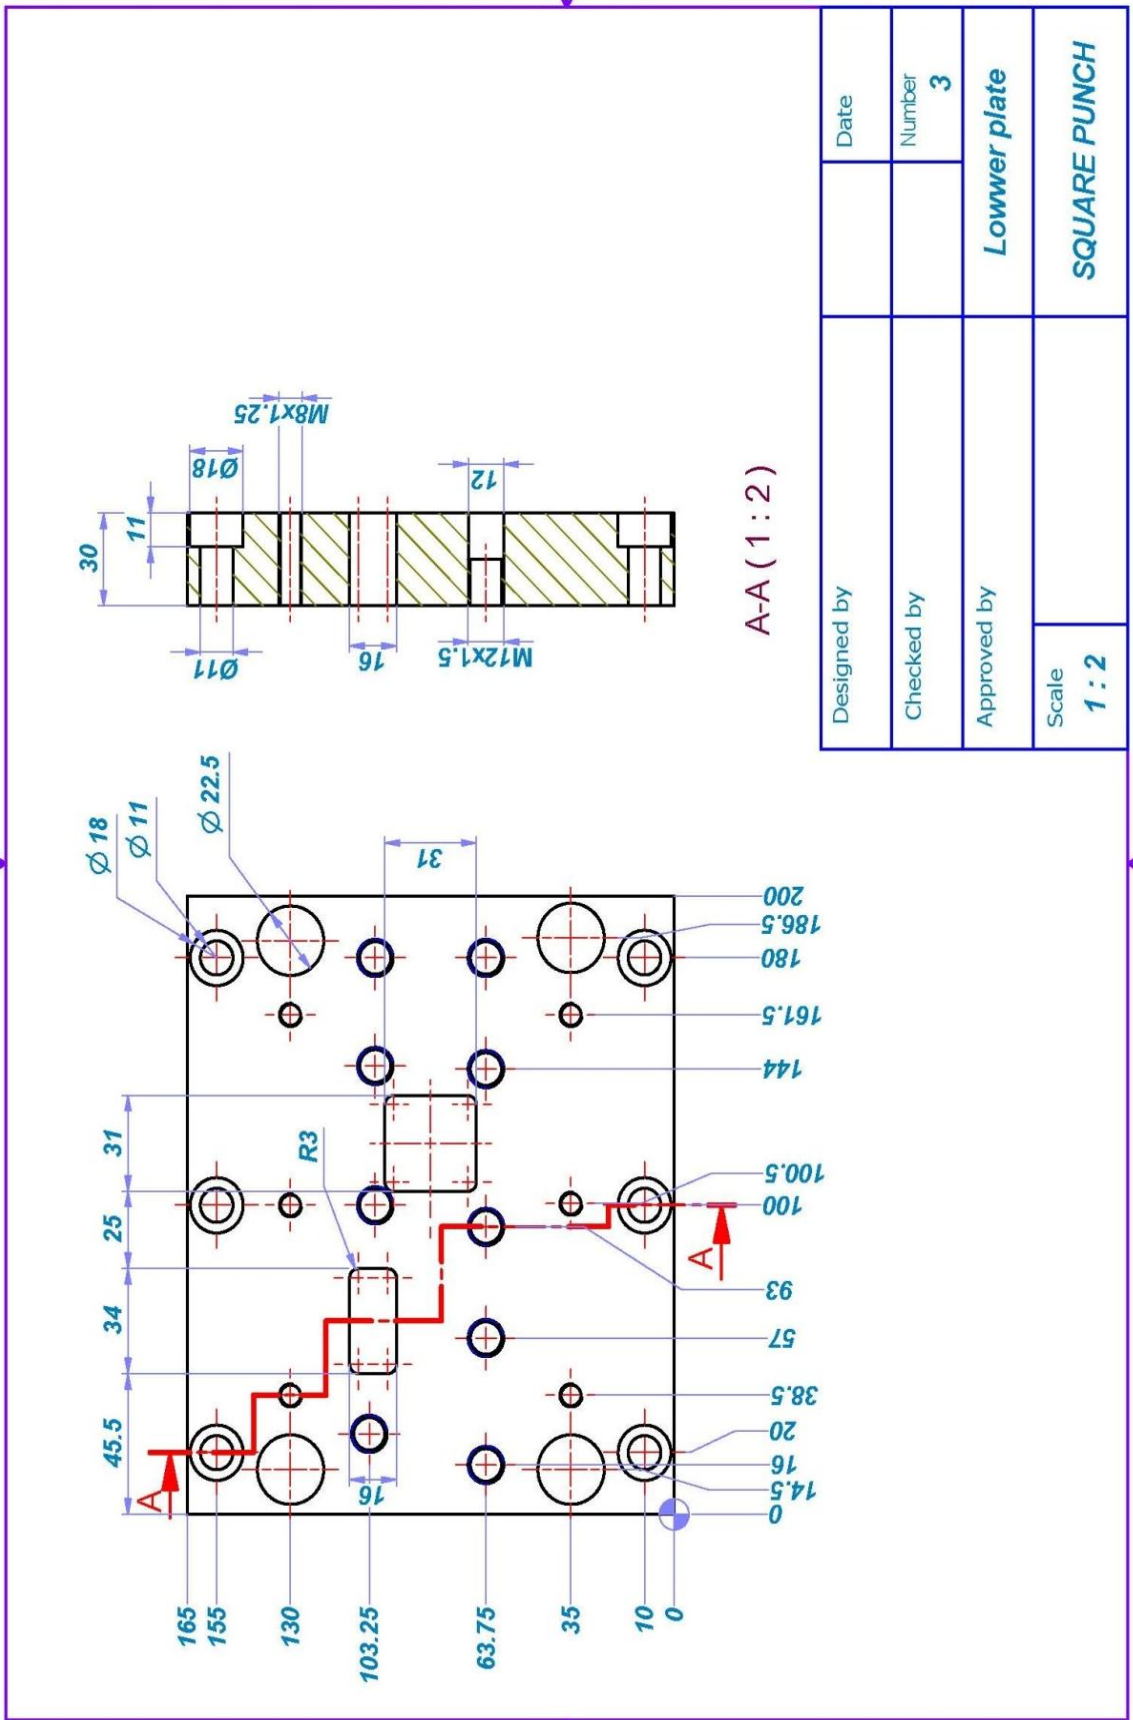 Ø 18
Ø 11
Ø 22.5
31
45.5
34
25
31
R3
16
A
A
165
155
130
103.25
63.75
35
10
0
0
14.5
16
20
38.5
57
93
100
100.5
144
161.5
180
186.5
200
30
11
Ø18
M8x1.25
12
Ø11
16
M12x1.5
A-A ( 1 : 2 )
Designed by
Date
Checked by
Number
3
Approved by
Lowwer plate
Scale
1 : 2
SQUARE PUNCH